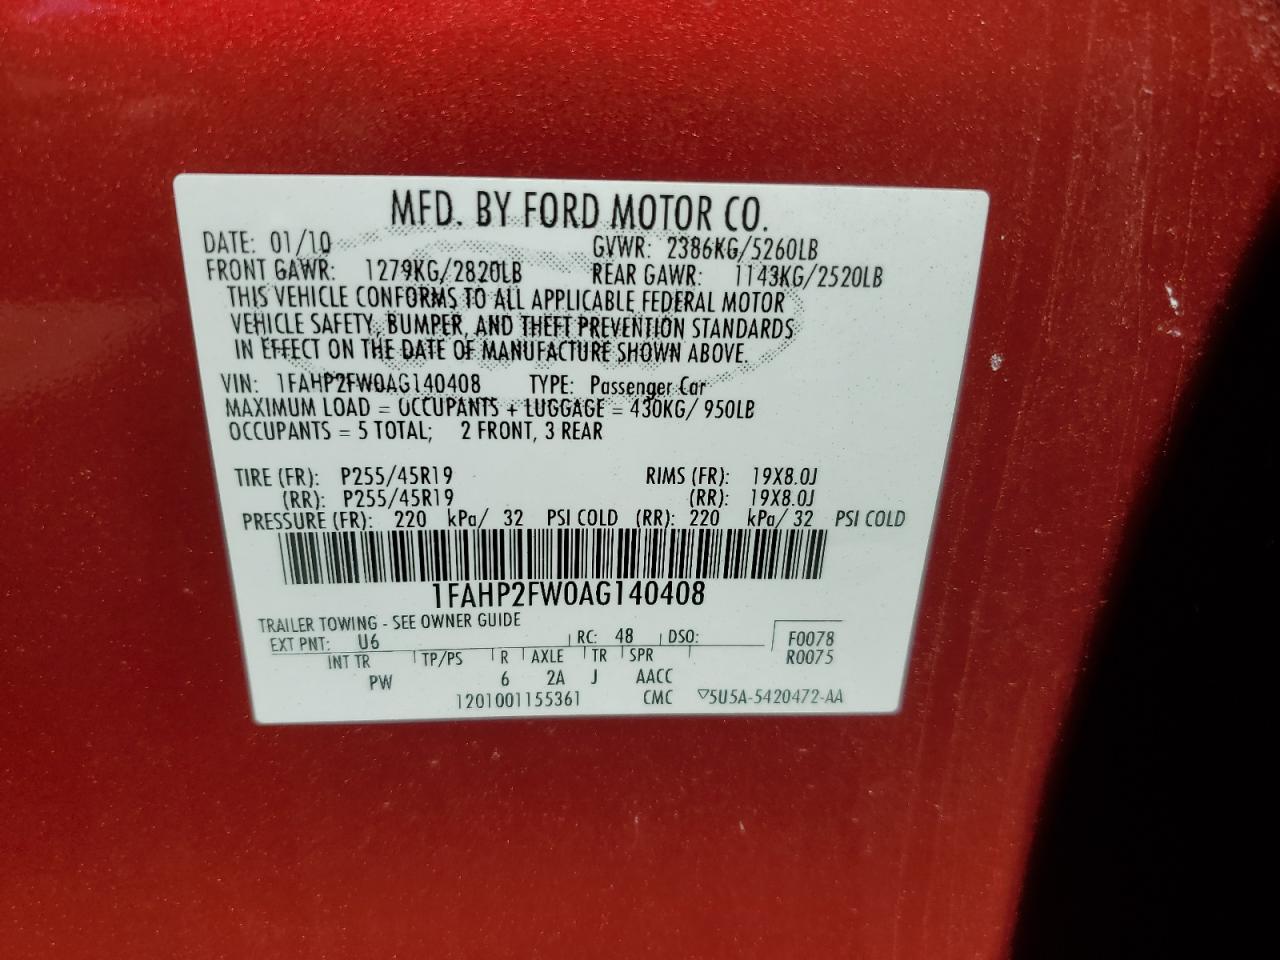 MFD. BY FORD MOTOR CO.
DATE: 01/10 GVWR: 2386KG/5260LB
FRONT GAWR: 1279KG/2820LB REAR GAWR: 1143KG/2520LB
THIS VEHICLE CONFORMS TO ALL APPLICABLE FEDERAL MOTOR
VEHICLE SAFETY, BUMPER, AND THEFT PREVENTION STANDARDS
IN EFFECT ON THE DATE OF MANUFACTURE SHOWN ABOVE.
VIN: 1FAHP2FW0AG140408 TYPE: Passenger Car
MAXIMUM LOAD = OCCUPANTS + LUGGAGE = 430KG/ 950LB
OCCUPANTS = 5 TOTAL; 2 FRONT, 3 REAR
TIRE (FR): P255/45R19 RIMS (FR): 19X8.0J
(RR): P255/45R19 (RR): 19X8.0J
PRESSURE (FR): 220 kPa/ 32 PSI COLD (RR): 220 kPa/ 32 PSI COLD
1FAHP2FW0AG140408
TRAILER TOWING - SEE OWNER GUIDE
EXT PNT: U6 RC: 48 DSO: F0078
INT TR TP/PS R AXLE TR SPR R0075
PW 6 2A J AACC
1201001155361 CMC ▽5U5A-5420472-AA